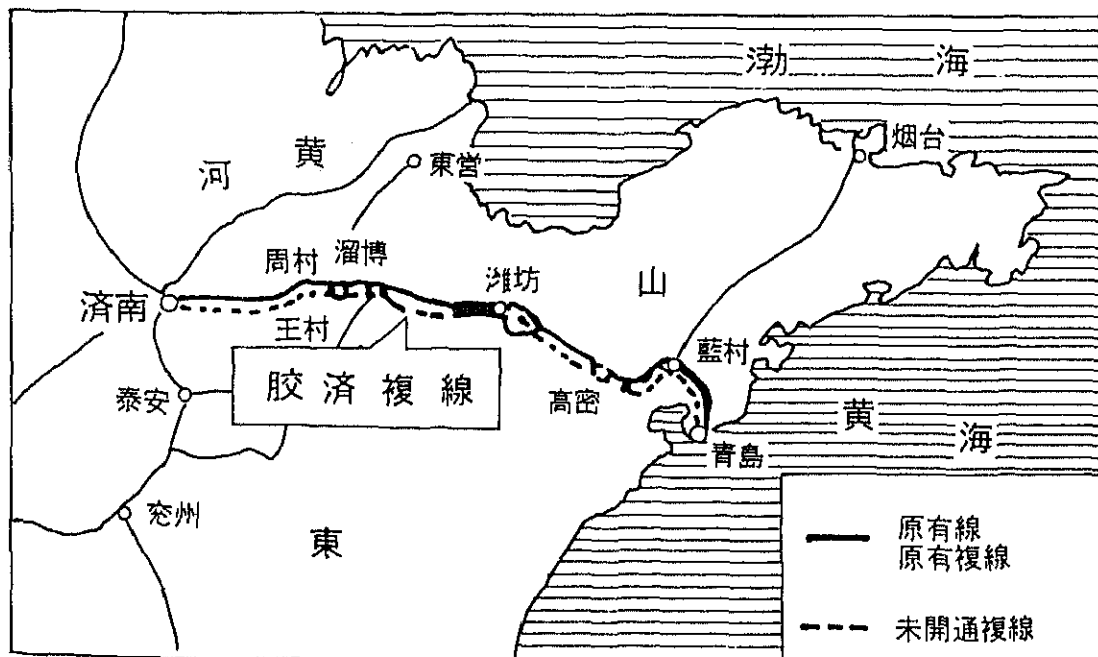 渤海
烟台
黄
河
東営
周村
溜博
濰坊
山
済南
王村
藍村
胶済複線
泰安
高密
黄
海
青島
兖州
東
原有線
原有複線
未開通複線